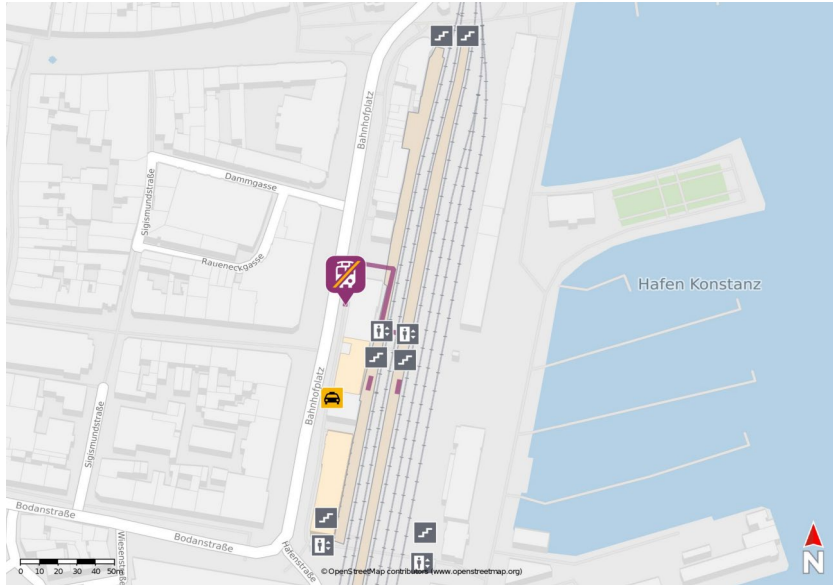 Bahnhofplatz
Sigismundstraße
Dammgasse
Raueneckgasse
Hafen Konstanz
Bahnhofplatz
Sigismundstraße
Bodanstraße
Bodanstraße
Wiesenstraße
Hafenstraße
N
0 10 20 30 40 50m
© OpenStreetMap contributors (www.openstreetmap.org)